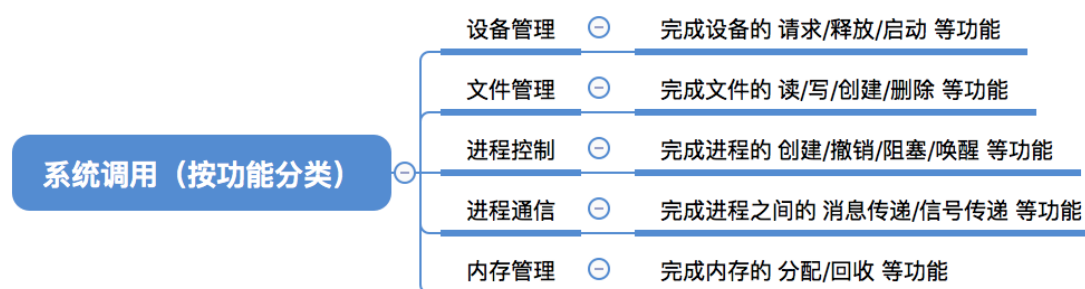 设备管理 完成设备的 请求/释放/启动 等功能
文件管理 完成文件的 读/写/创建/删除 等功能
进程控制 完成进程的 创建/撤销/阻塞/唤醒 等功能
系统调用（按功能分类）
进程通信 完成进程之间的 消息传递/信号传递 等功能
内存管理 完成内存的 分配/回收 等功能